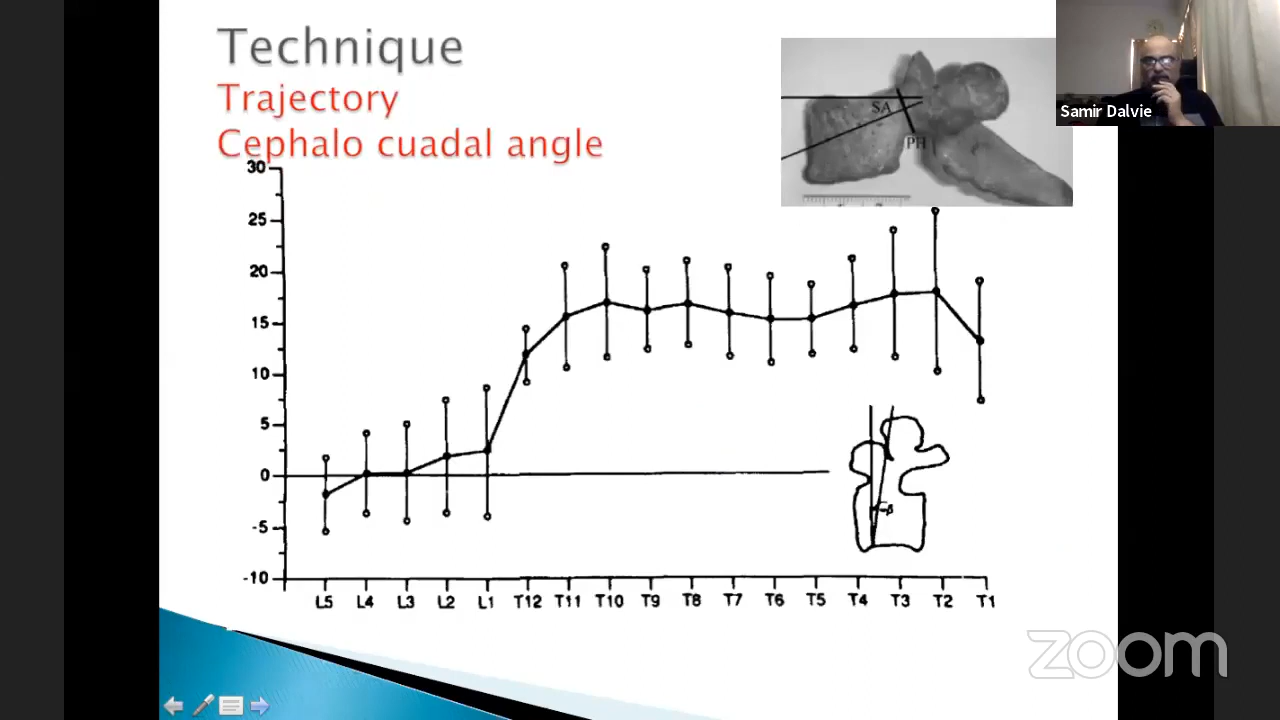 Technique
Trajectory
Cephalo cuadal angle
SA
PH
Samir Dalvie
30
25
20
15
10
5
0
-5
-10
β
L5 L4 L3 L2 L1 T12 T11 T10 T9 T8 T7 T6 T5 T4 T3 T2 T1
zoom